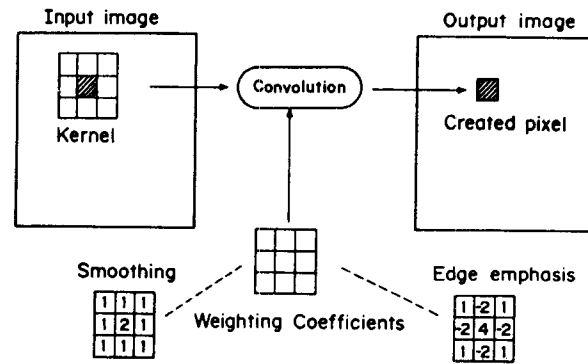 Input image
Output image
Kernel
Convolution
Created pixel
Smoothing
Edge emphasis
1 1 1
1 2 1
1 1 1
Weighting Coefficients
1 -2 1
-2 4 -2
1 -2 1